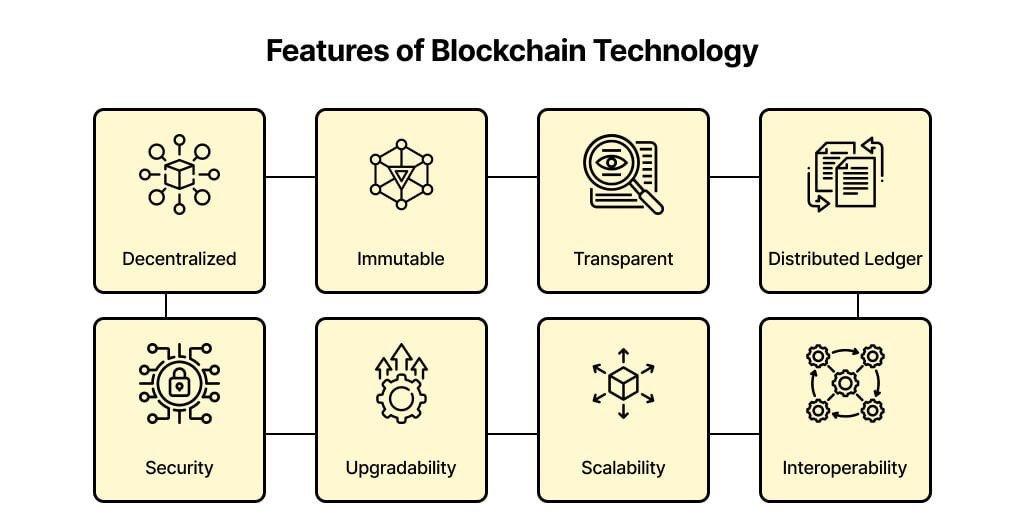 Features of Blockchain Technology
Decentralized
Immutable
Transparent
Distributed Ledger
Security
Upgradability
Scalability
Interoperability